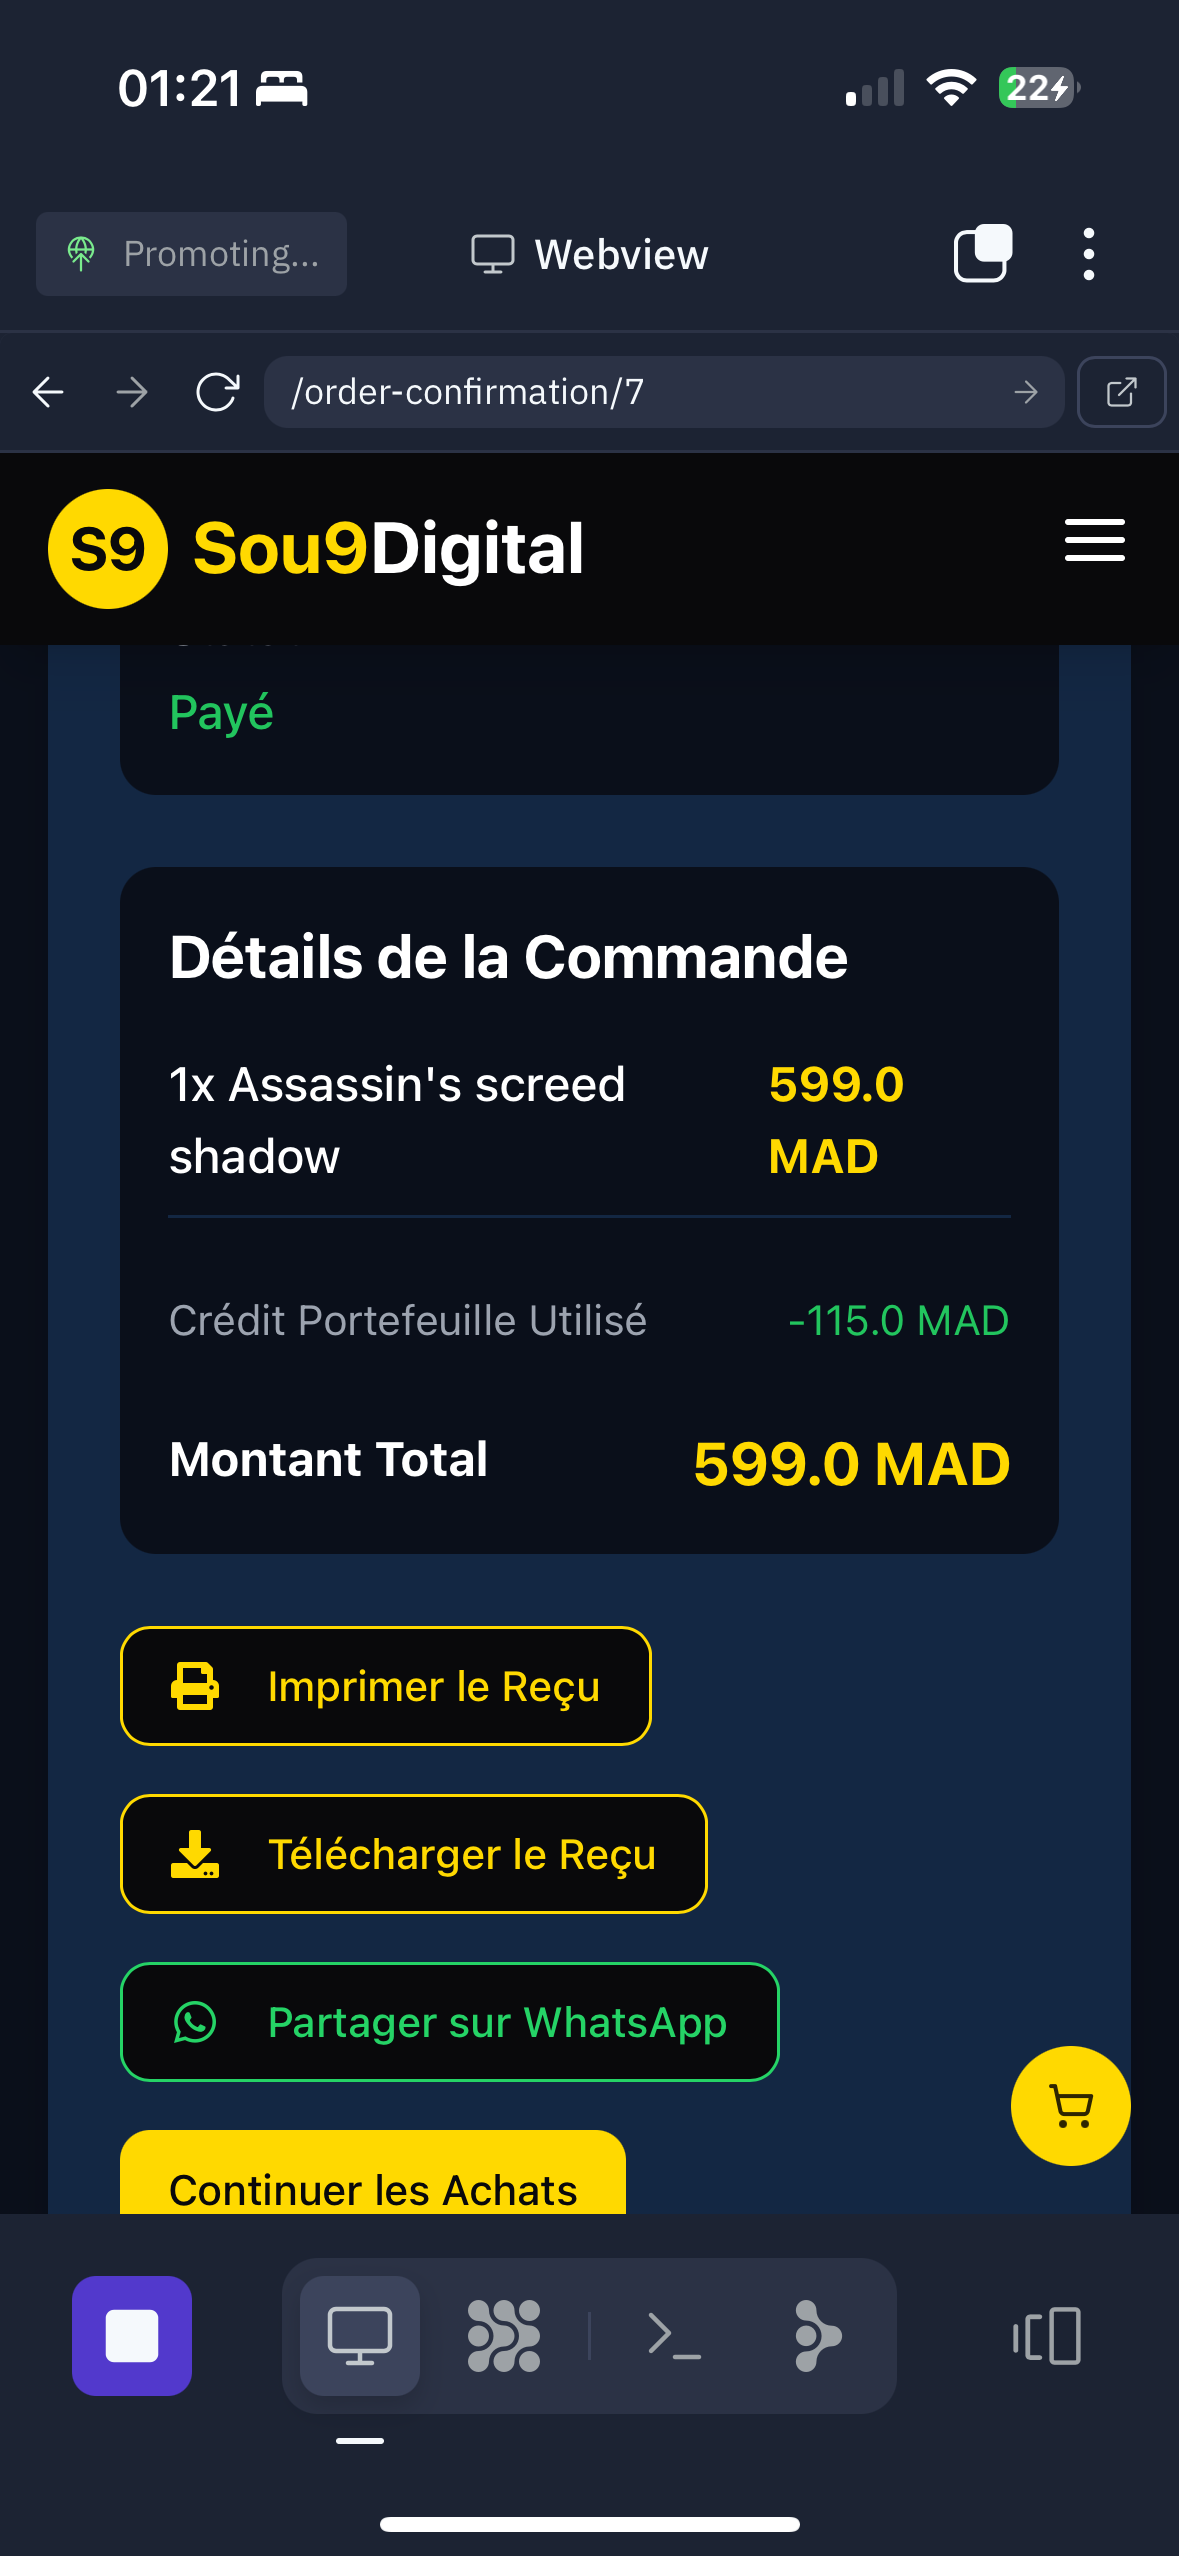 01:21
22
Promoting...
Webview
/order-confirmation/7
S9 Sou9Digital
Payé
Détails de la Commande
1x Assassin's screed
shadow
599.0
MAD
Crédit Portefeuille Utilisé
-115.0 MAD
Montant Total
599.0 MAD
Imprimer le Reçu
Télécharger le Reçu
Partager sur WhatsApp
Continuer les Achats